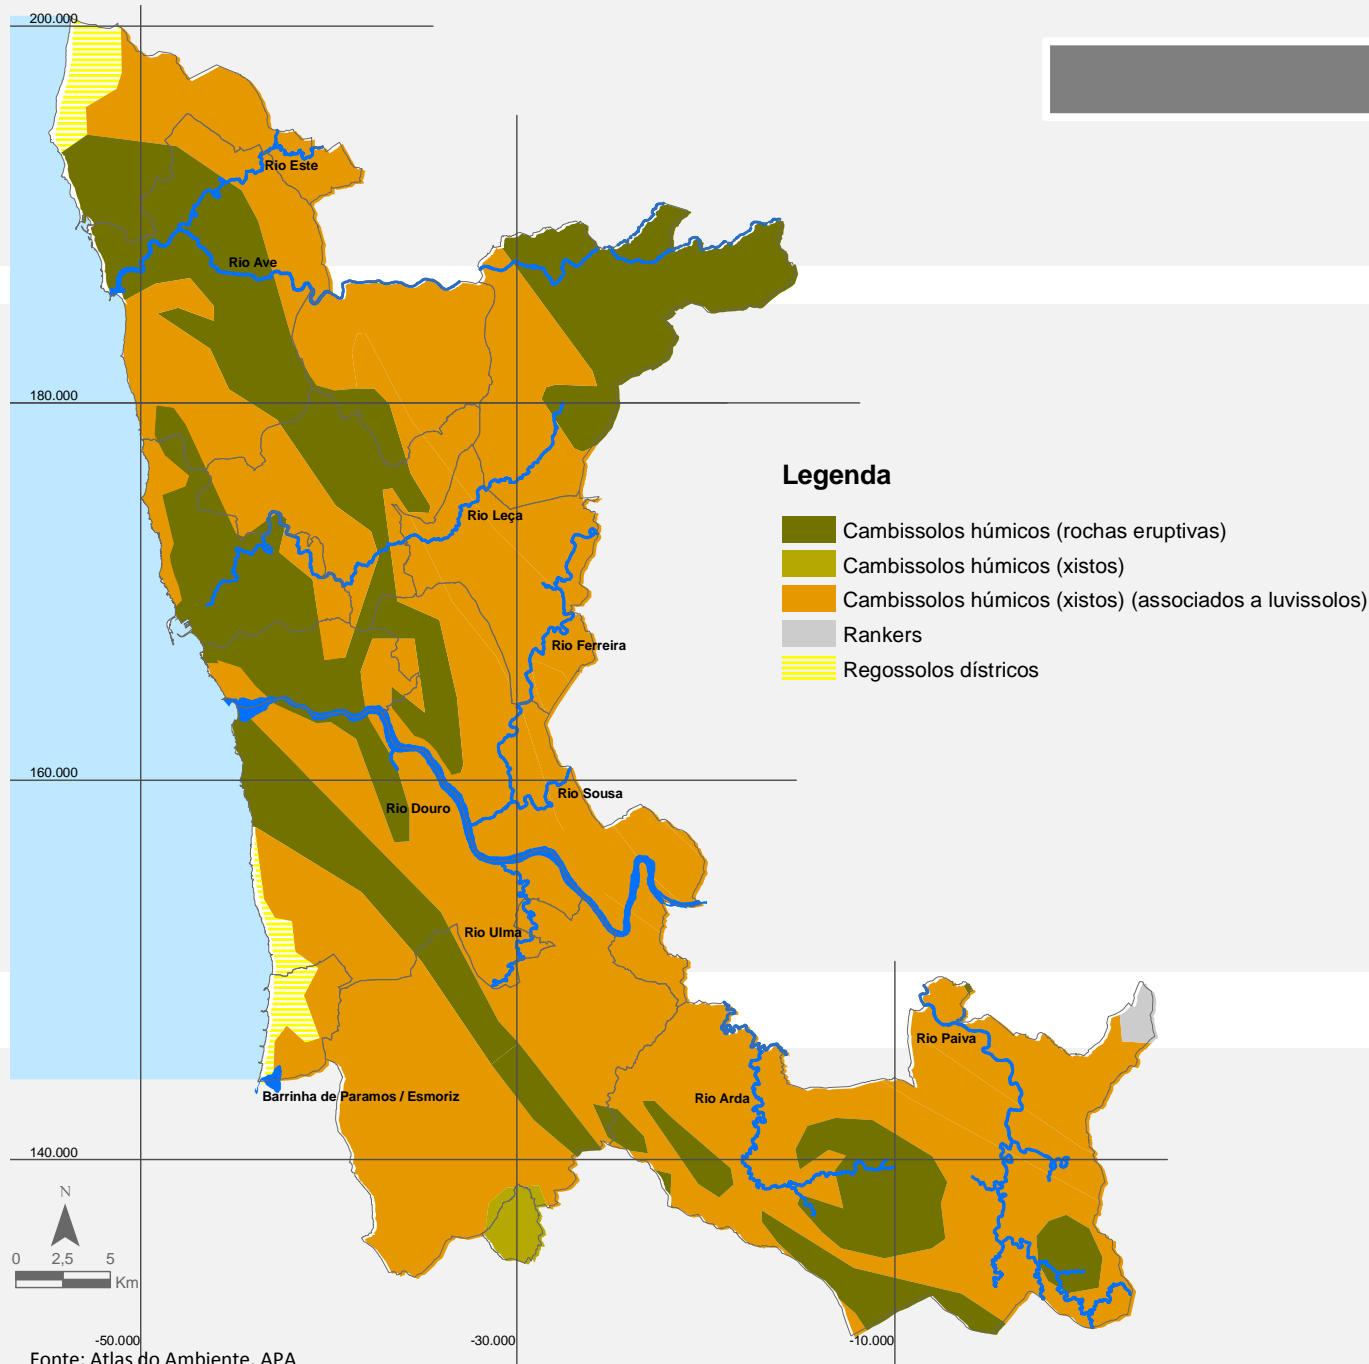 200.000
Rio Este
Rio Ave
180.000
Legenda
Cambissolos húmicos (rochas eruptivas)
Cambissolos húmicos (xistos)
Cambissolos húmicos (xistos) (associados a luvissolos)
Rankers
Regossolos dístricos
Rio Leça
Rio Ferreira
160.000
Rio Sousa
Rio Douro
Rio Ulma
Rio Paiva
Rio Arda
Barrinha de Paramos / Esmoriz
140.000
N
0 2,5 5
Km
-50.000 -30.000 -10.000
Fonte: Atlas do Ambiente, APA